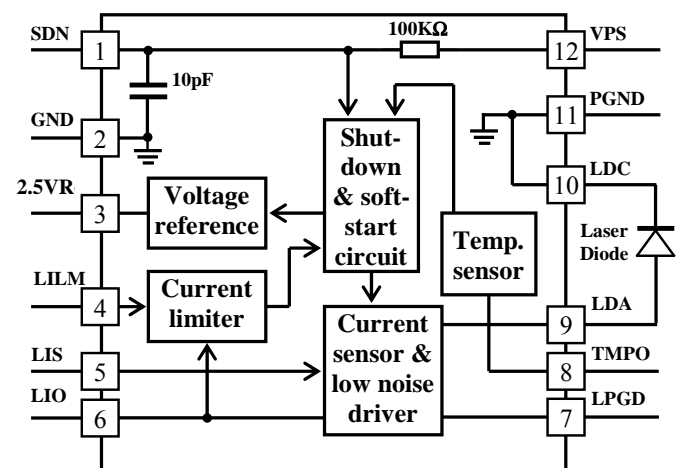 SDN
1
10pF
GND
2
2.5VR
3
LILM
4
LIS
5
LIO
6
100KΩ
Voltage
reference
Current
limiter
Shut-
down
& soft-
start
circuit
Temp.
sensor
Current
sensor &
low noise
driver
VPS
12
PGND
11
LDC
10
Laser
Diode
LDA
9
TMPO
8
LPGD
7